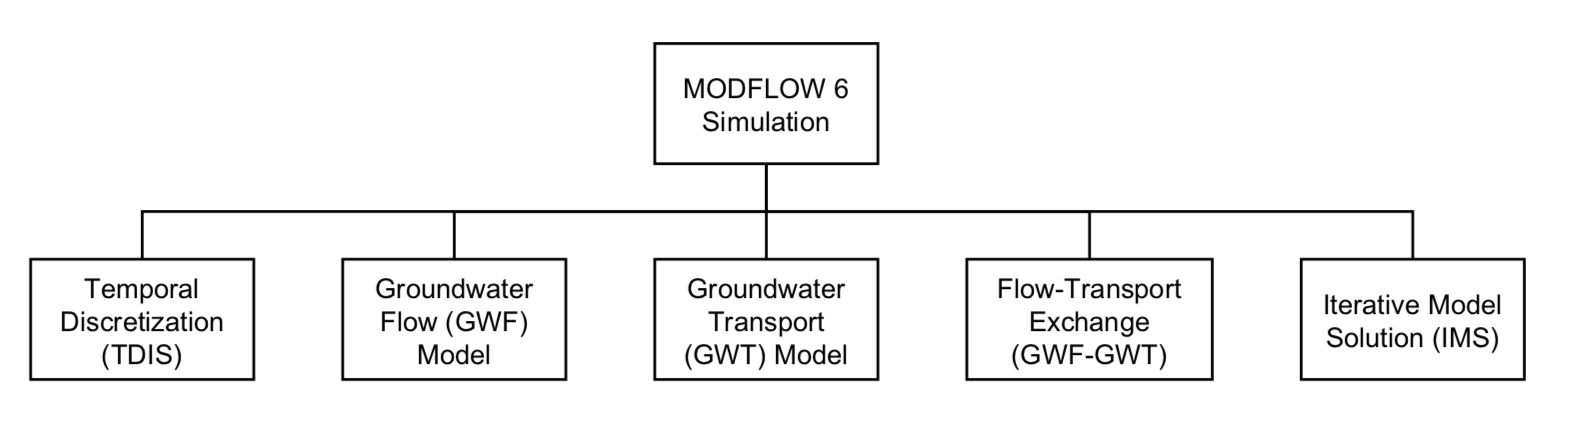 MODFLOW 6
Simulation
Temporal
Discretization
(TDIS)
Groundwater
Flow (GWF)
Model
Groundwater
Transport
(GWT) Model
Flow-Transport
Exchange
(GWF-GWT)
Iterative Model
Solution (IMS)